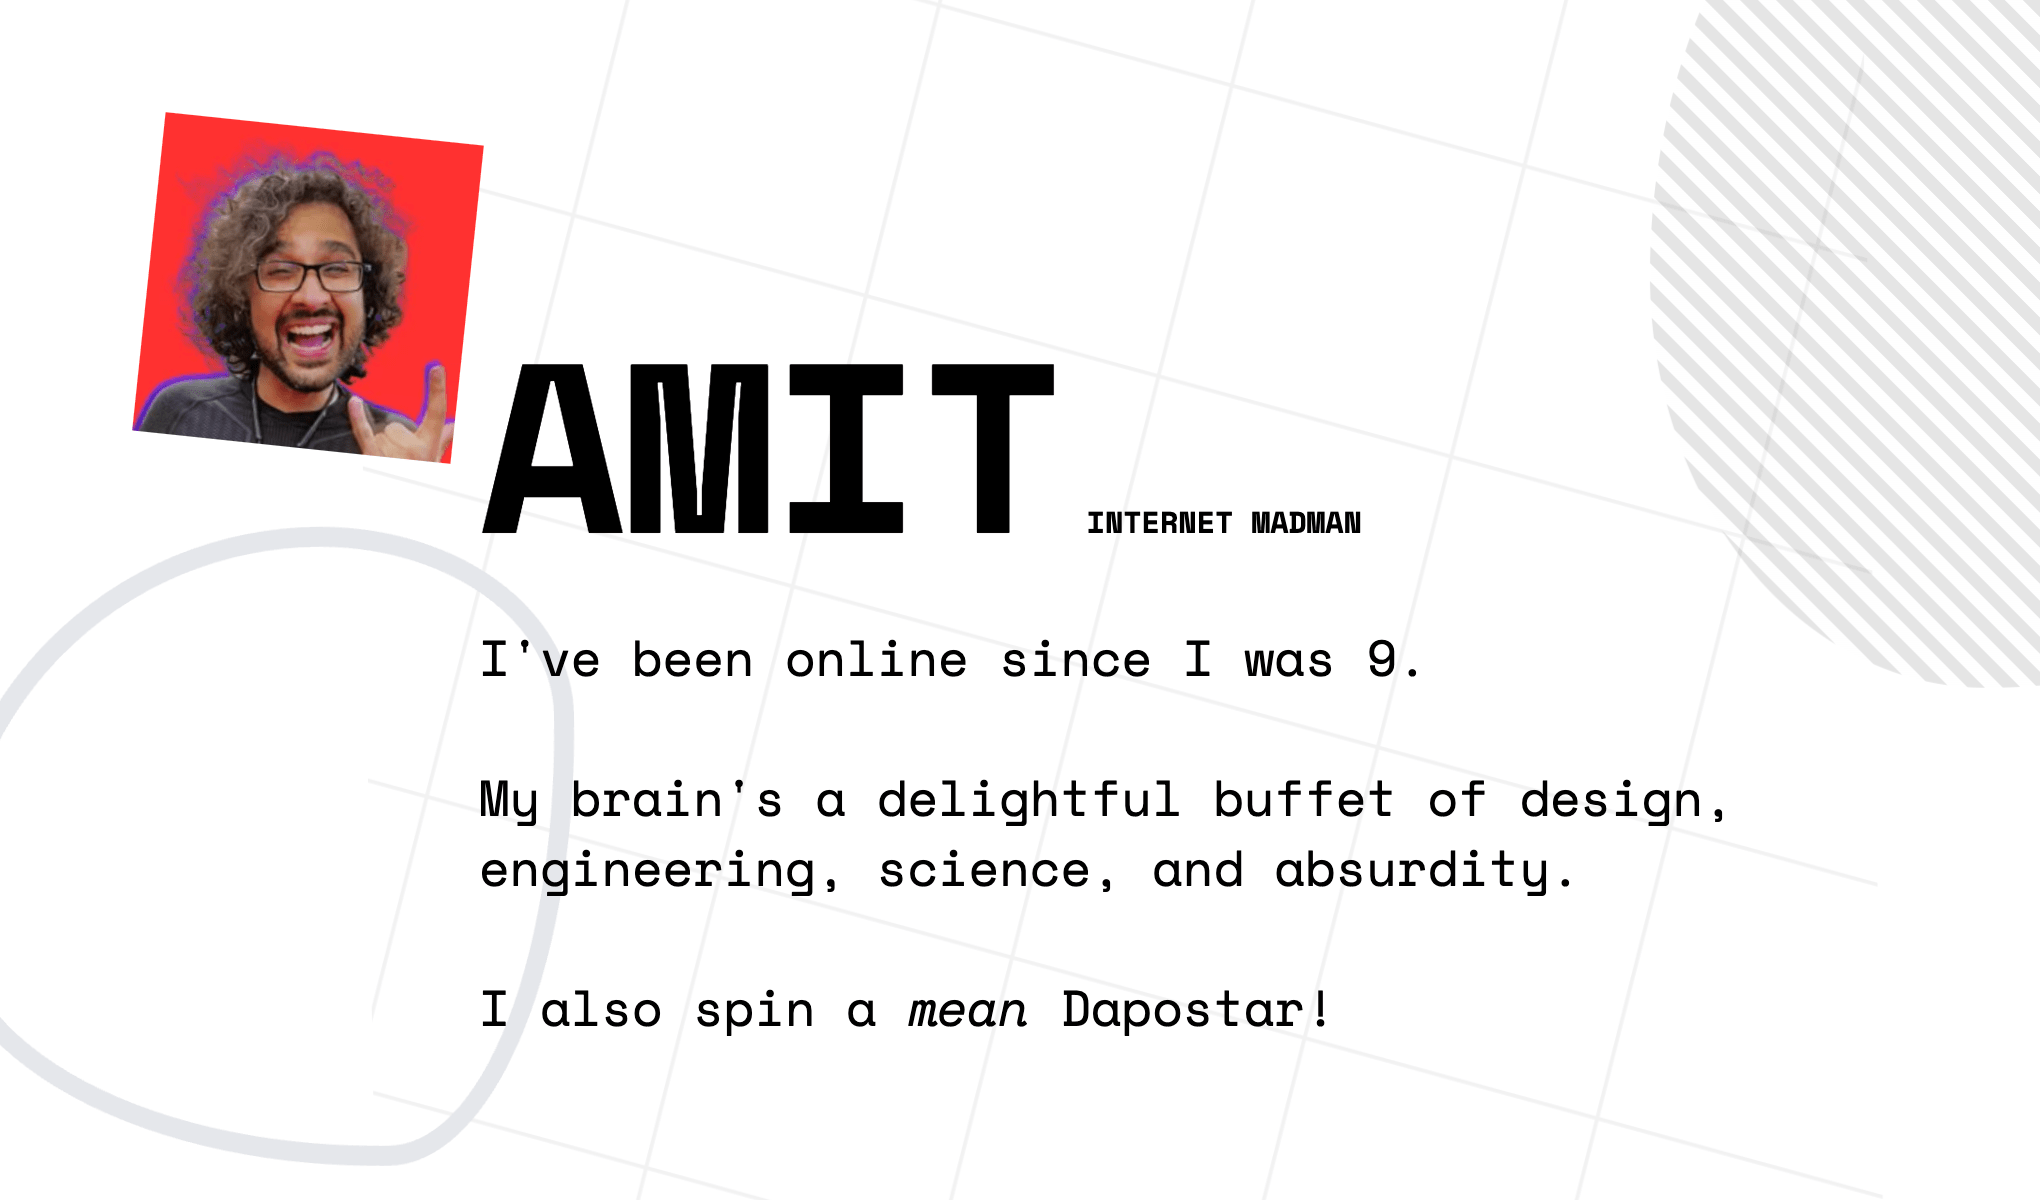 AMIT INTERNET MADMAN
I've been online since I was 9.
My brain's a delightful buffet of design,
engineering, science, and absurdity.
I also spin a mean Dapostar!